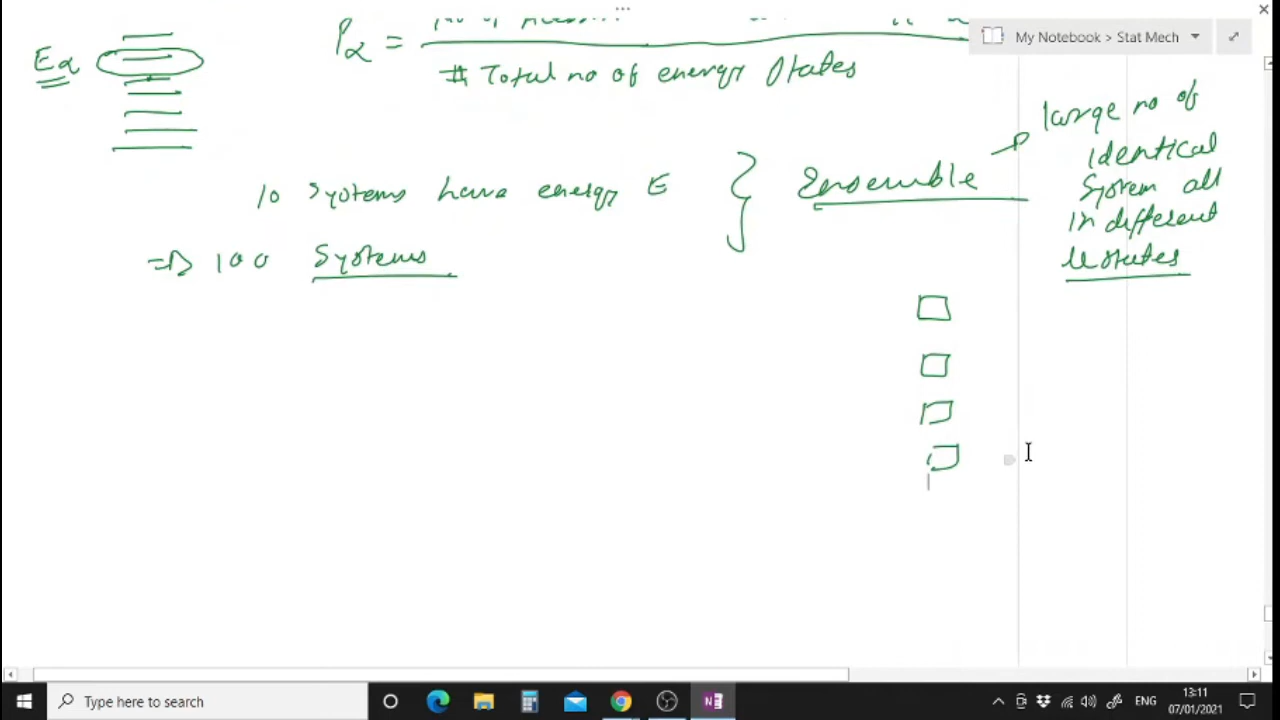 My Notebook > Stat Mech
Eα
Pα =
# Total no of energy states
large no of
identical
system all
in different
μstates
Ensemble
10 systems have energy E
=> 100 systems
Type here to search
ENG
13:11
07/01/2021